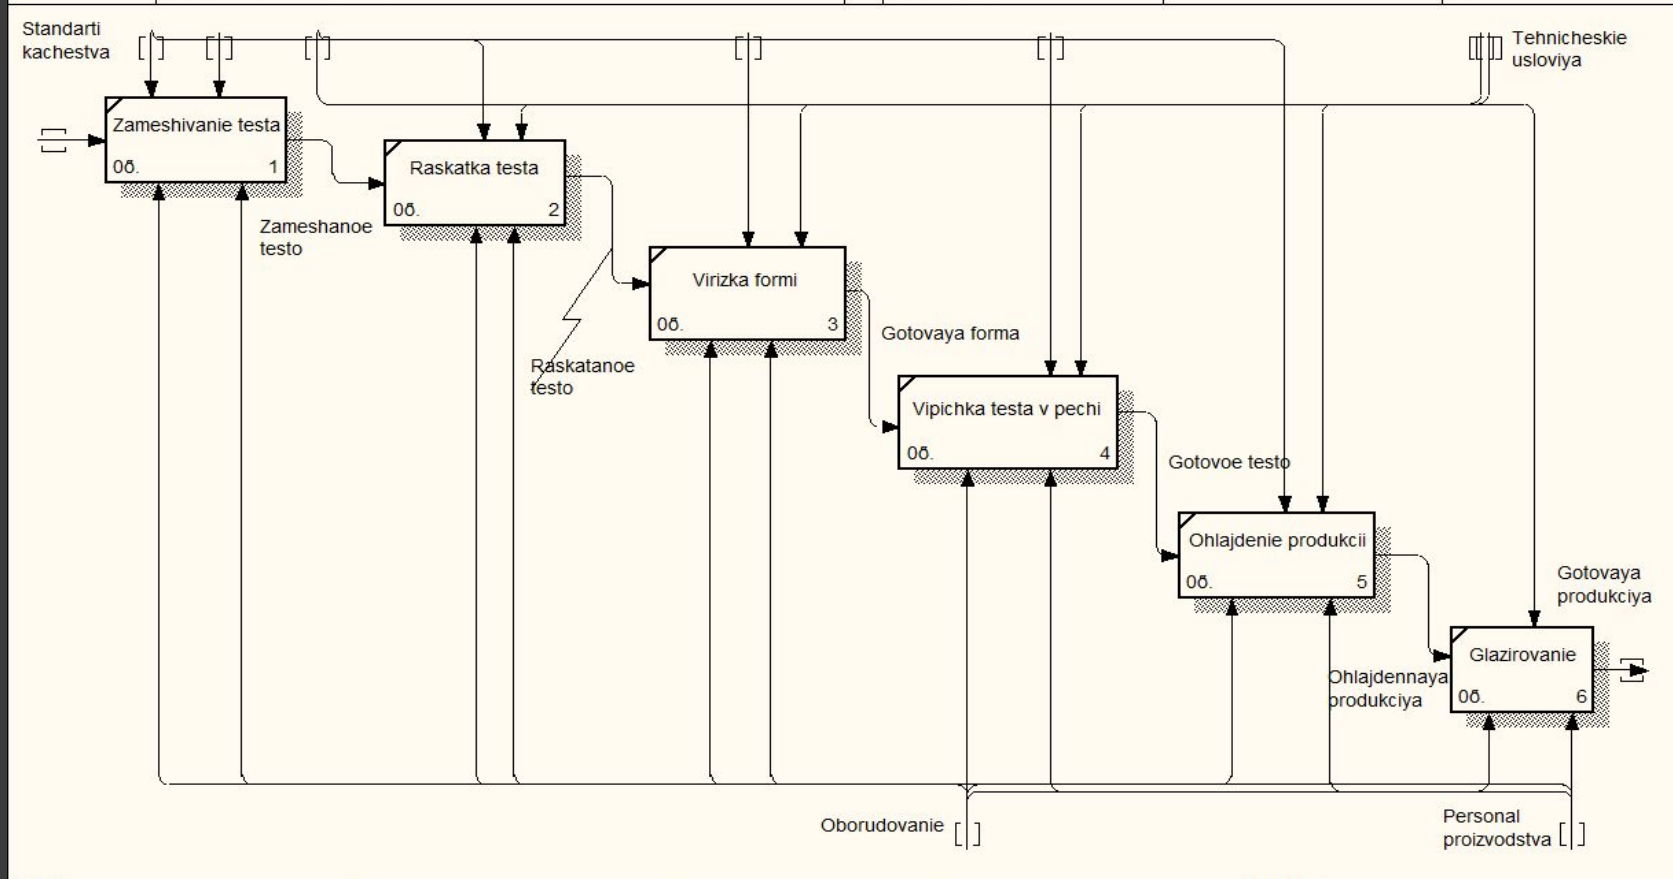 Standarti
kachestva
Tehnicheskie
usloviya
Zameshivanie testa
0б. 1
Raskatka testa
0б. 2
Zameshanoe
testo
Virizka formi
0б. 3
Raskatanoe
testo
Gotovaya forma
Vipichka testa v pechi
0б. 4
Gotovoe testo
Ohlajdenie produkcii
0б. 5
Gotovaya
produkciya
Glazirovanie
0б. 6
Ohlajdennaya
produkciya
Oborudovanie
Personal
proizvodstva